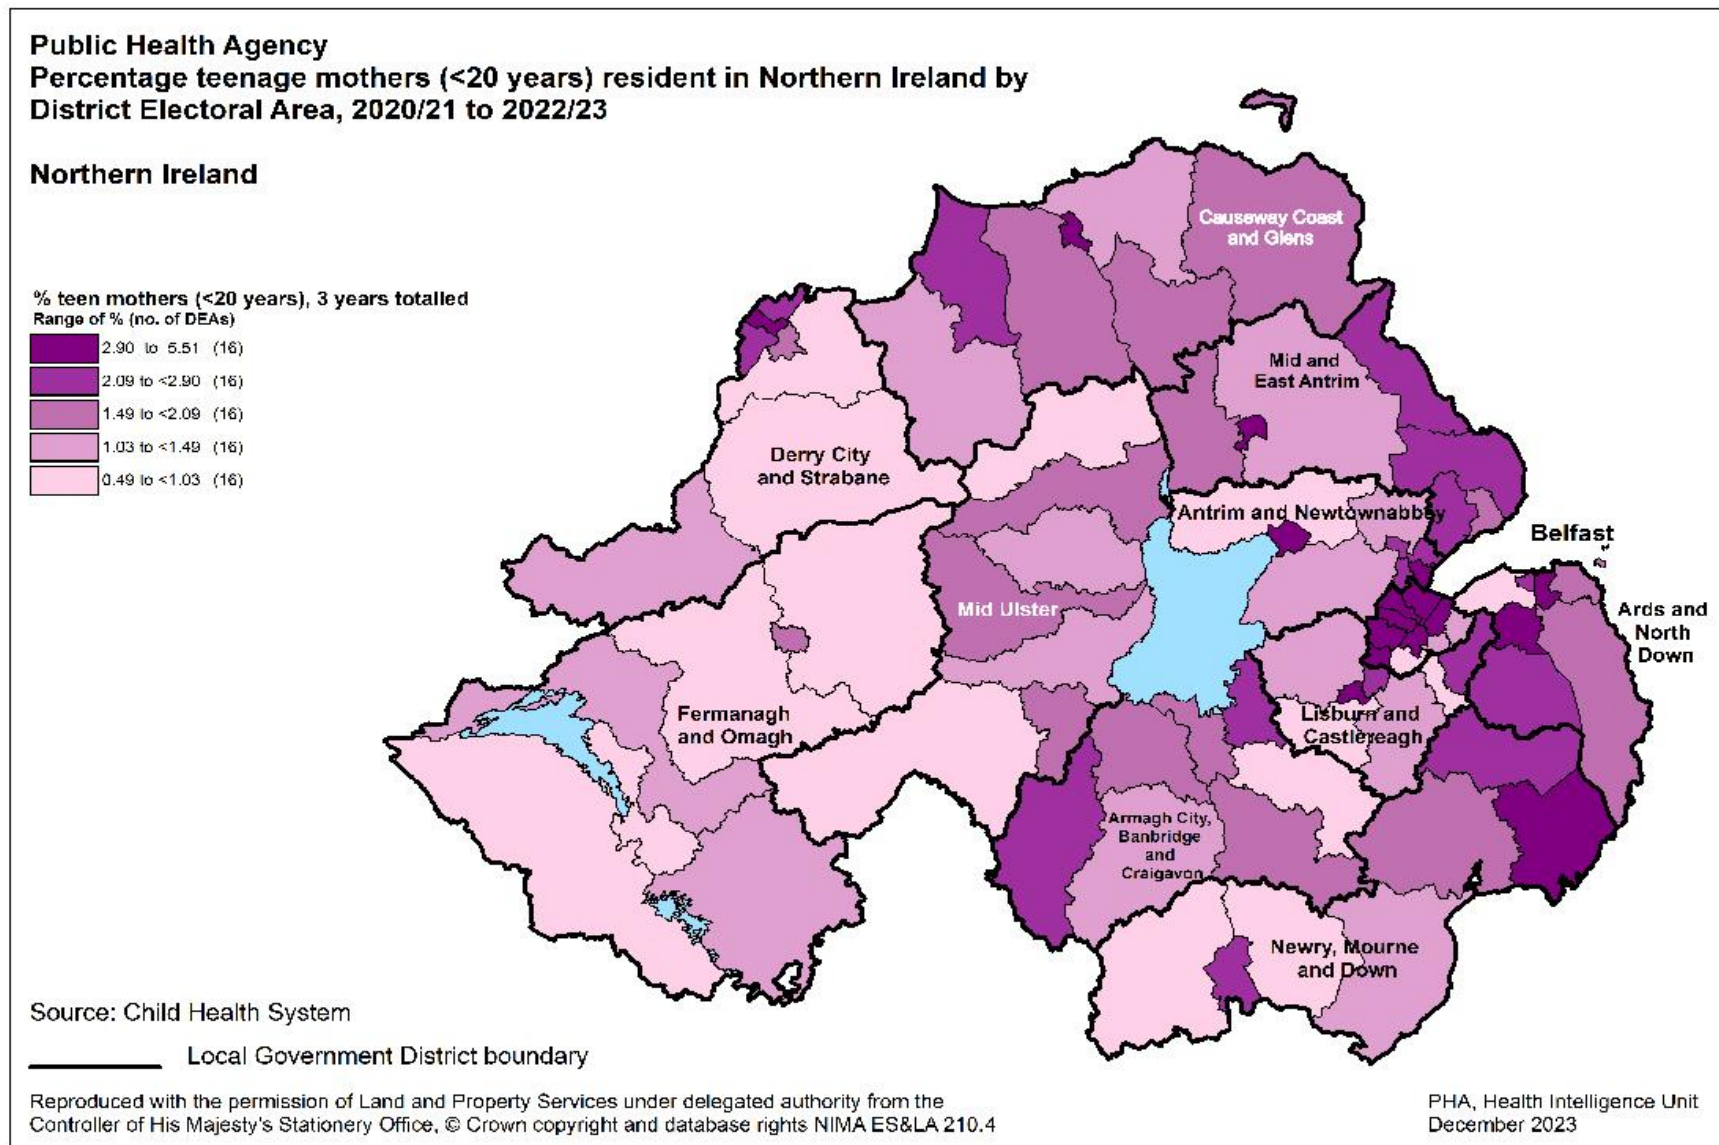 Public Health Agency
Percentage teenage mothers (<20 years) resident in Northern Ireland by
District Electoral Area, 2020/21 to 2022/23
Northern Ireland
% teen mothers (<20 years), 3 years totalled
Range of % (no. of DEAs)
2.90 to 5.51 (16)
2.09 to <2.90 (16)
1.49 to <2.09 (16)
1.03 to <1.49 (16)
0.49 to <1.03 (16)
Causeway Coast
and Glens
Mid and
East Antrim
Derry City
and Strabane
Antrim and Newtownabbey
Belfast
Mid Ulster
Ards and
North
Down
Fermanagh
and Omagh
Lisburn and
Castlereagh
Armagh City,
Banbridge
and
Craigavon
Newry, Mourne
and Down
Source: Child Health System
Local Government District boundary
Reproduced with the permission of Land and Property Services under delegated authority from the
Controller of His Majesty's Stationery Office, © Crown copyright and database rights NIMA ES&LA 210.4
PHA, Health Intelligence Unit
December 2023